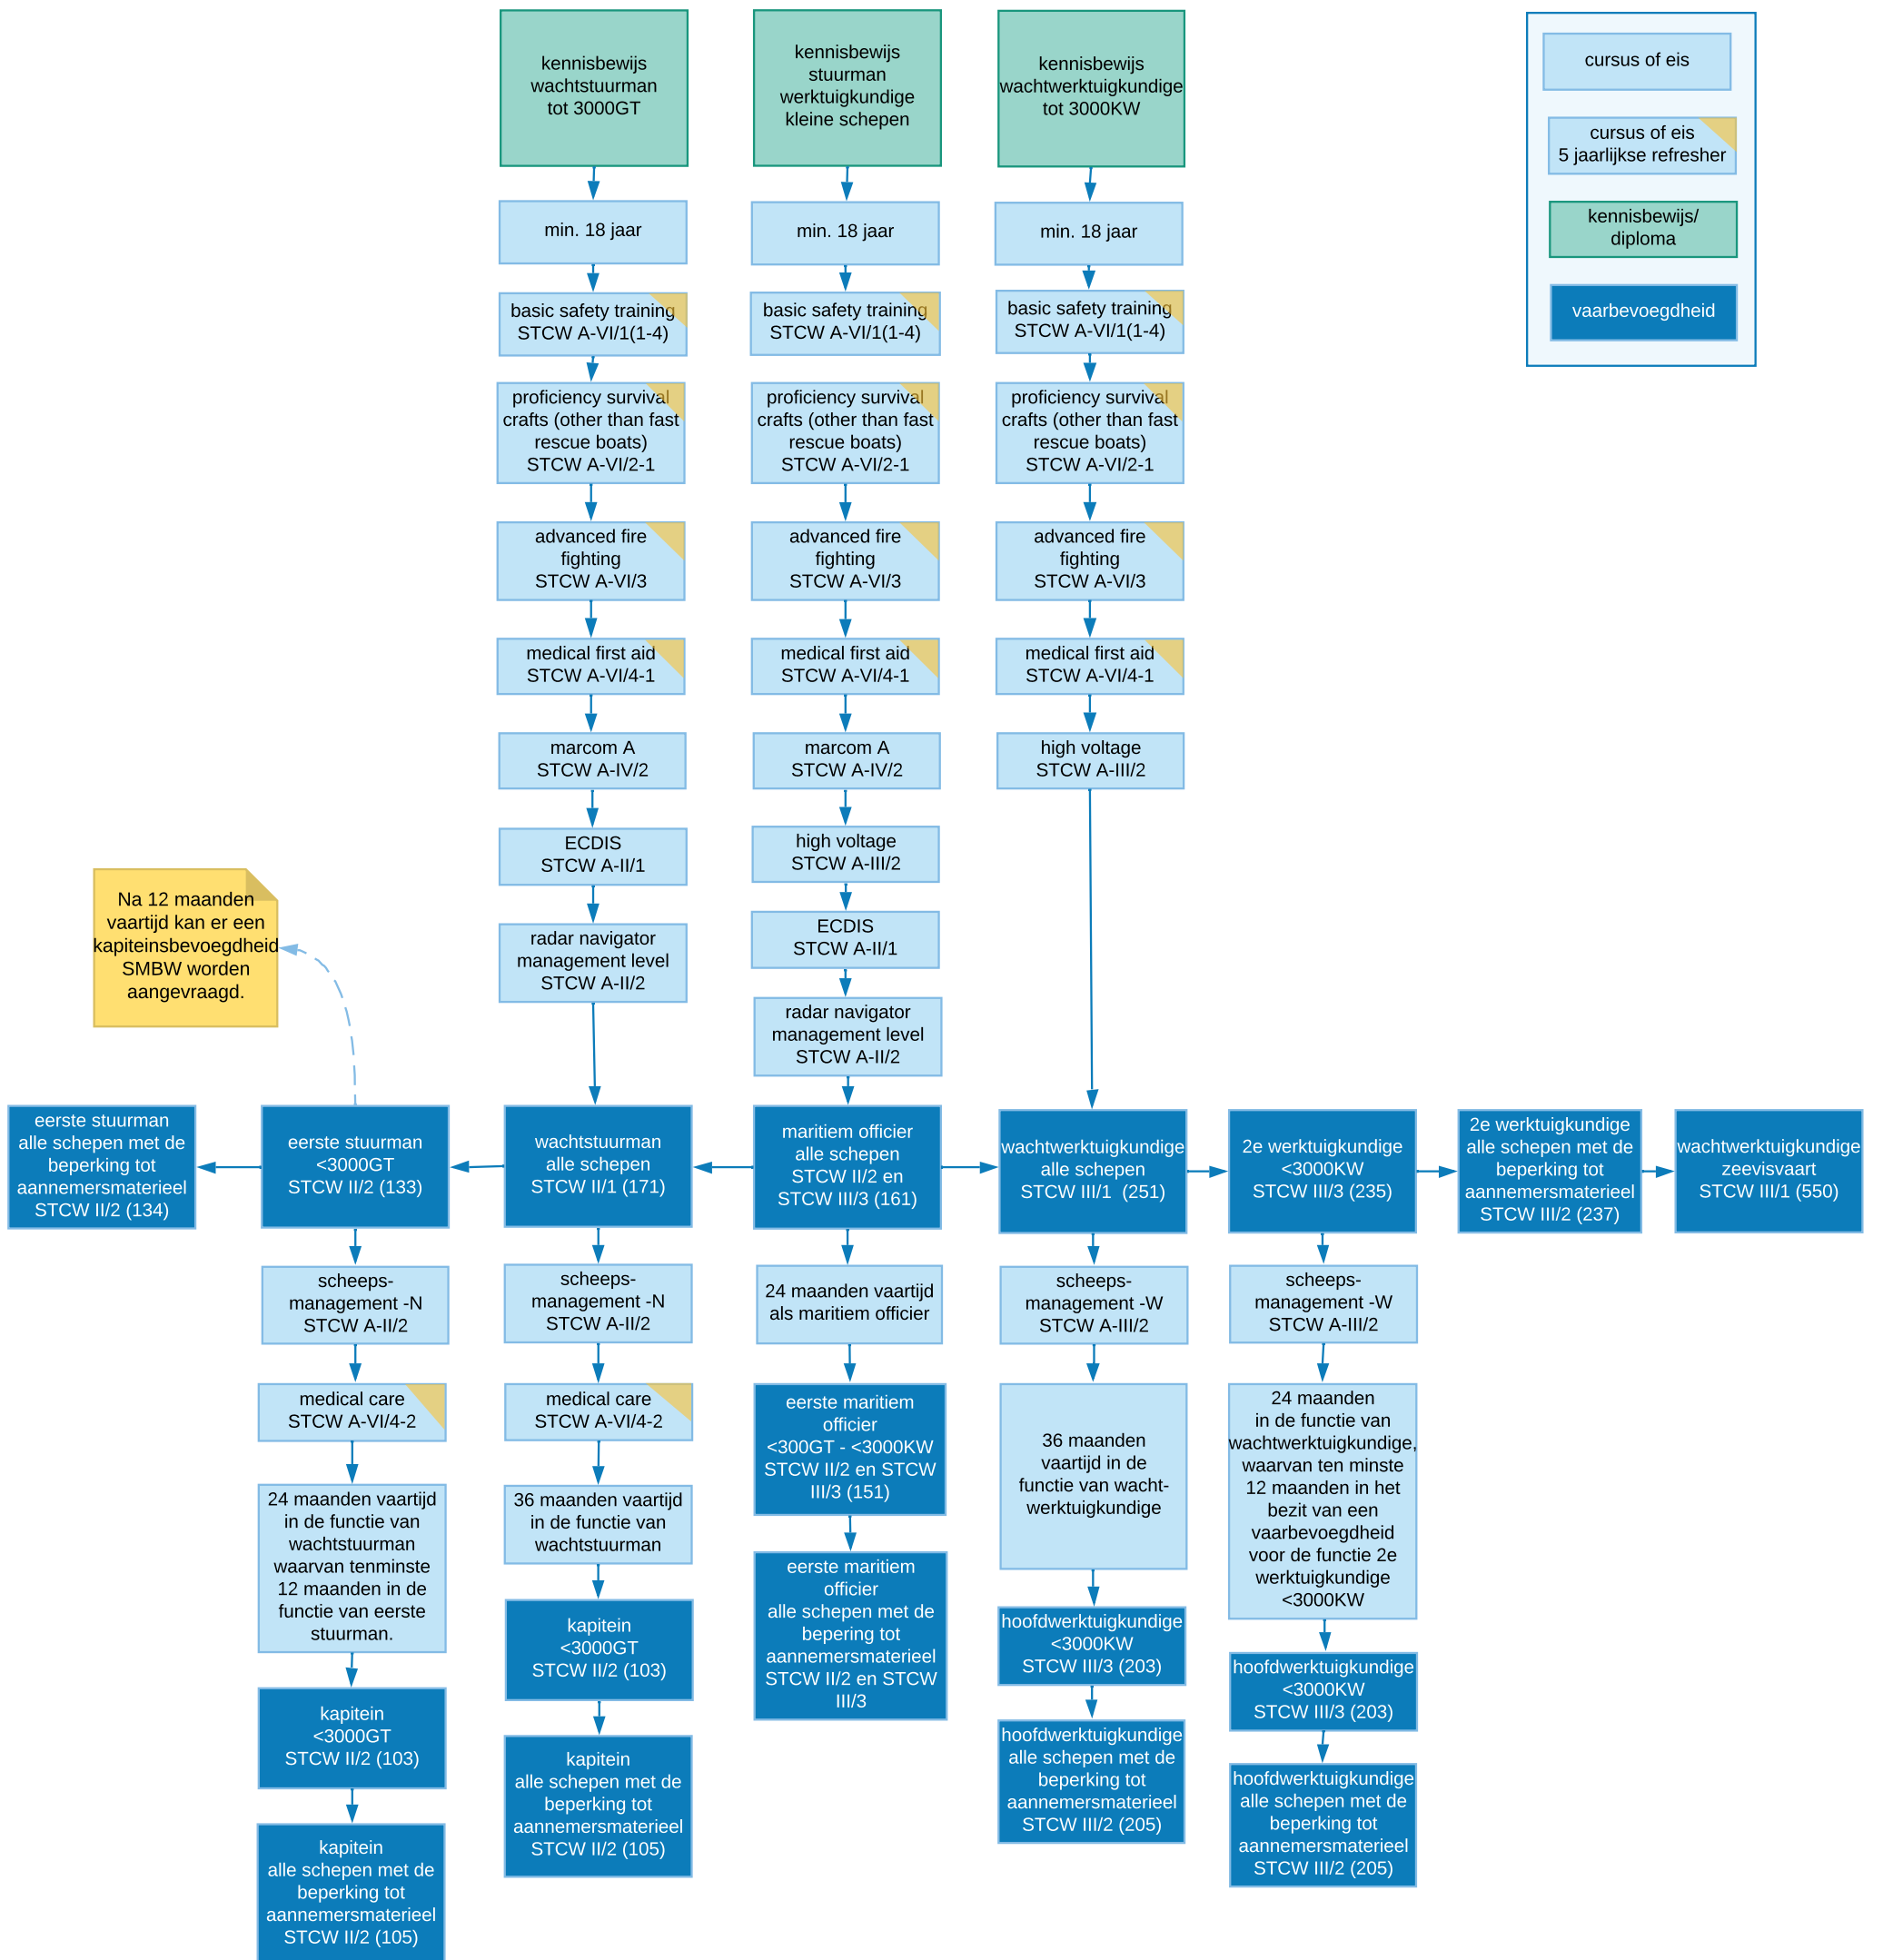 kennisbewijs
wachtstuurman
tot 3000GT
kennisbewijs
stuurman
werktuigkundige
kleine schepen
kennisbewijs
wachtwerktuigkundige
tot 3000KW
cursus of eis
cursus of eis
5 jaarlijkse refresher
kennisbewijs/
diploma
vaarbevoegdheid
min. 18 jaar
min. 18 jaar
min. 18 jaar
basic safety training
STCW A-VI/1(1-4)
basic safety training
STCW A-VI/1(1-4)
basic safety training
STCW A-VI/1(1-4)
proficiency survival
crafts (other than fast
rescue boats)
STCW A-VI/2-1
proficiency survival
crafts (other than fast
rescue boats)
STCW A-VI/2-1
proficiency survival
crafts (other than fast
rescue boats)
STCW A-VI/2-1
advanced fire
fighting
STCW A-VI/3
advanced fire
fighting
STCW A-VI/3
advanced fire
fighting
STCW A-VI/3
medical first aid
STCW A-VI/4-1
medical first aid
STCW A-VI/4-1
medical first aid
STCW A-VI/4-1
marcom A
STCW A-IV/2
marcom A
STCW A-IV/2
high voltage
STCW A-III/2
ECDIS
STCW A-II/1
high voltage
STCW A-III/2
Na 12 maanden
vaartijd kan er een
kapiteinsbevoegdheid
SMBW worden
aangevraagd.
radar navigator
management level
STCW A-II/2
ECDIS
STCW A-II/1
radar navigator
management level
STCW A-II/2
eerste stuurman
alle schepen met de
beperking tot
aannemersmaterieel
STCW II/2 (134)
eerste stuurman
<3000GT
STCW II/2 (133)
wachtstuurman
alle schepen
STCW II/1 (171)
maritiem officier
alle schepen
STCW II/2 en
STCW III/3 (161)
wachtwerktuigkundige
alle schepen
STCW III/1  (251)
2e werktuigkundige
<3000KW
STCW III/3 (235)
2e werktuigkundige
alle schepen met de
beperking tot
aannemersmaterieel
STCW III/2 (237)
wachtwerktuigkundige
zeevisvaart
STCW III/1 (550)
scheeps-
management -N
STCW A-II/2
scheeps-
management -N
STCW A-II/2
24 maanden vaartijd
als maritiem officier
scheeps-
management -W
STCW A-III/2
scheeps-
management -W
STCW A-III/2
medical care
STCW A-VI/4-2
medical care
STCW A-VI/4-2
eerste maritiem
officier
<300GT - <3000KW
STCW II/2 en STCW
III/3 (151)
36 maanden
vaartijd in de
functie van wacht-
werktuigkundige
24 maanden
in de functie van
wachtwerktuigkundige,
waarvan ten minste
12 maanden in het
bezit van een
vaarbevoegdheid
voor de functie 2e
werktuigkundige
<3000KW
24 maanden vaartijd
in de functie van
wachtstuurman
waarvan tenminste
12 maanden in de
functie van eerste
stuurman.
36 maanden vaartijd
in de functie van
wachtstuurman
eerste maritiem
officier
alle schepen met de
bepering tot
aannemersmaterieel
STCW II/2 en STCW
III/3
kapitein
<3000GT
STCW II/2 (103)
hoofdwerktuigkundige
<3000KW
STCW III/3 (203)
hoofdwerktuigkundige
<3000KW
STCW III/3 (203)
kapitein
<3000GT
STCW II/2 (103)
kapitein
alle schepen met de
beperking tot
aannemersmaterieel
STCW II/2 (105)
hoofdwerktuigkundige
alle schepen met de
beperking tot
aannemersmaterieel
STCW III/2 (205)
hoofdwerktuigkundige
alle schepen met de
beperking tot
aannemersmaterieel
STCW III/2 (205)
kapitein
alle schepen met de
beperking tot
aannemersmaterieel
STCW II/2 (105)